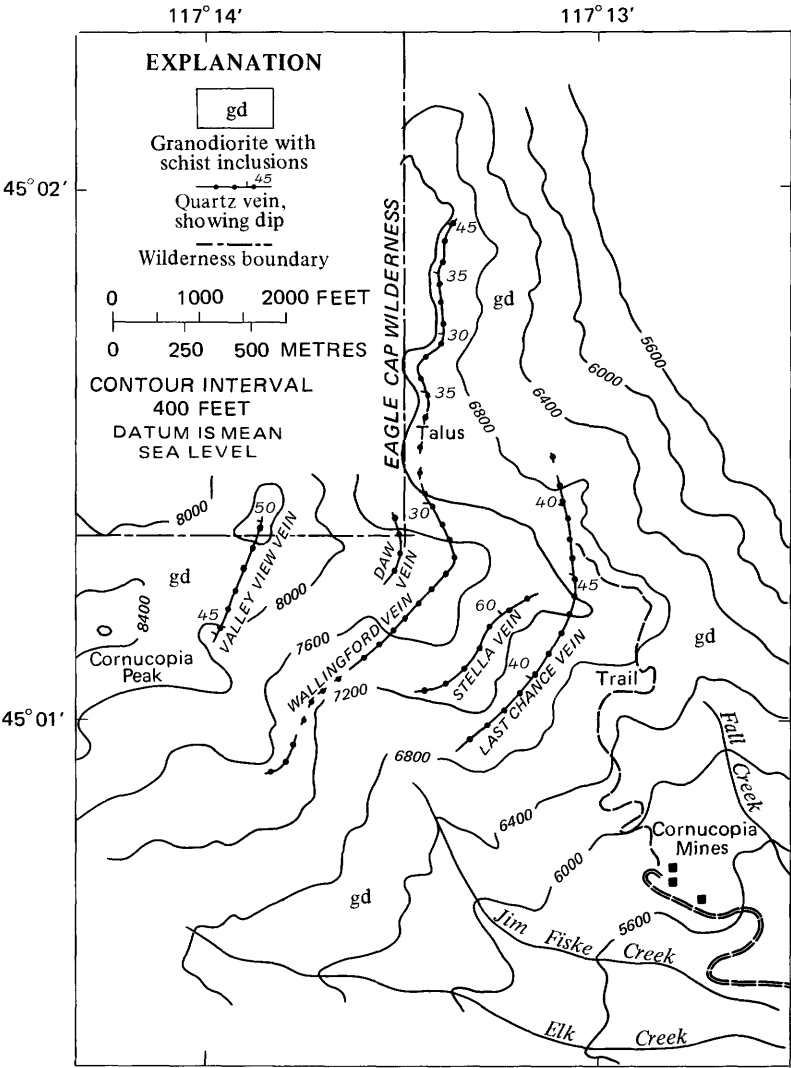 117° 14′
117° 13′
EXPLANATION
gd
Granodiorite with
schist inclusions
45
Quartz vein,
showing dip
Wilderness boundary
0 1000 2000 FEET
0 250 500 METRES
CONTOUR INTERVAL
400 FEET
DATUM IS MEAN
SEA LEVEL
45° 02′
EAGLE CAP WILDERNESS
45
35
gd
30
5600
6000
35
6400
6800
Talus
8000
50
40
30
gd
VALLEY VIEW VEIN
DAW
VEIN
8000
45
8400
45
60
WALLINGFORD VEIN
7600
STELLA VEIN
gd
Cornucopia
Peak
40
LAST CHANCE VEIN
Trail
7200
45° 01′
Fall
Creek
6800
6400
Cornucopia
Mines
6000
gd
5600
Jim Fiske Creek
Elk Creek